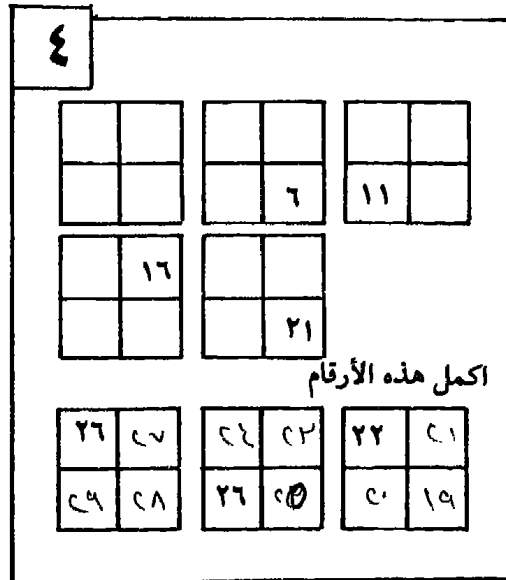 ٤
١١ ٦
١٦
٢١
اكمل هذه الأرقام
٢١ ٢٢ ٢٣ ٢٤ ٢٧ ٢٦
١٩ ٢٠ ٢٥ ٢٦ ٢٨ ٢٩